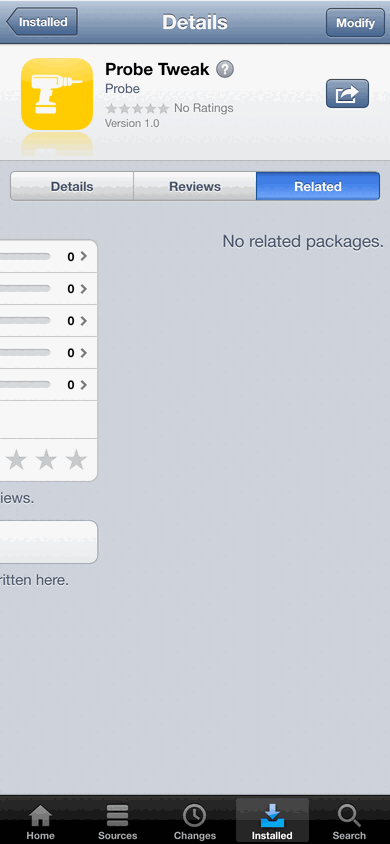 Installed
Details
Modify
Probe Tweak ?
Probe
No Ratings
Version 1.0
Details
Reviews
Related
No related packages.
0
0
0
0
0
iews.
ritten here.
Home
Sources
Changes
Installed
Search